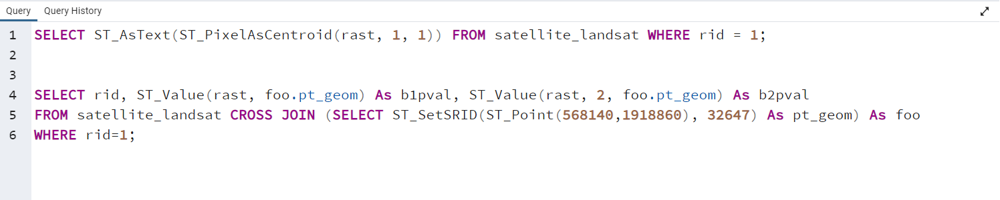 Query Query History
1 SELECT ST_AsText(ST_PixelAsCentroid(rast, 1, 1)) FROM satellite_landsat WHERE rid = 1;
2
3
4 SELECT rid, ST_Value(rast, foo.pt_geom) As b1pval, ST_Value(rast, 2, foo.pt_geom) As b2pval
5 FROM satellite_landsat CROSS JOIN (SELECT ST_SetSRID(ST_Point(568140,1918860), 32647) As pt_geom) As foo
6 WHERE rid=1;